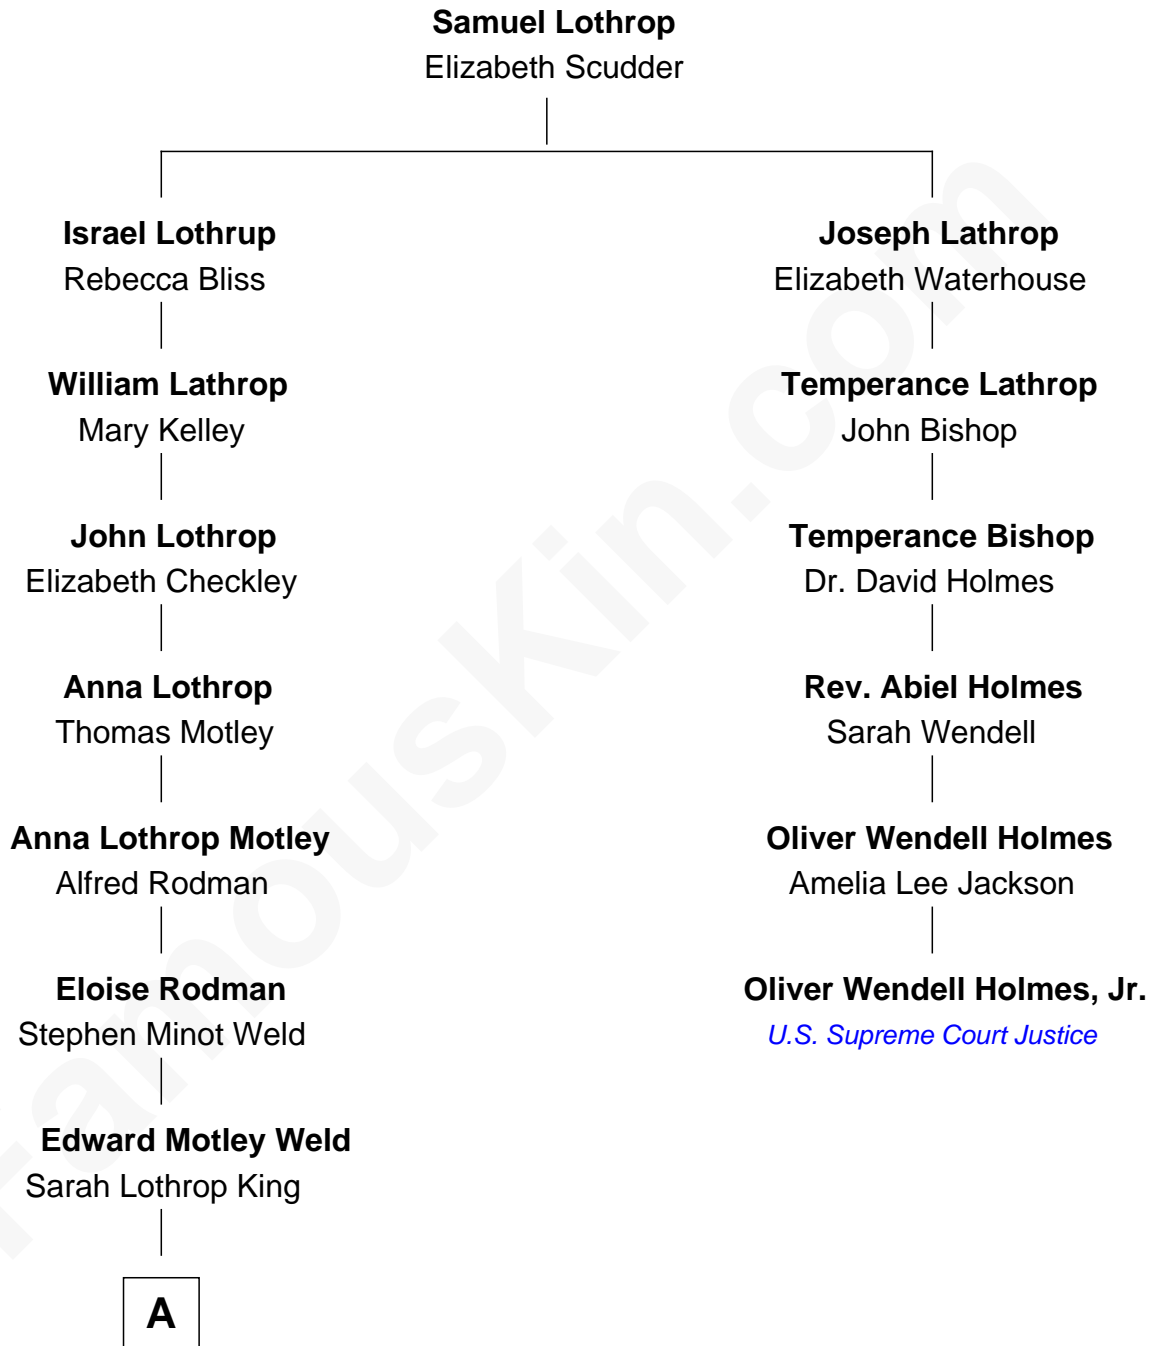 Samuel Lothrop
Elizabeth Scudder
Israel Lothrup
Rebecca Bliss
William Lathrop
Mary Kelley
John Lothrop
Elizabeth Checkley
Anna Lothrop
Thomas Motley
Anna Lothrop Motley
Alfred Rodman
Eloise Rodman
Stephen Minot Weld
Edward Motley Weld
Sarah Lothrop King
A
Joseph Lathrop
Elizabeth Waterhouse
Temperance Lathrop
John Bishop
Temperance Bishop
Dr. David Holmes
Rev. Abiel Holmes
Sarah Wendell
Oliver Wendell Holmes
Amelia Lee Jackson
Oliver Wendell Holmes, Jr.
U.S. Supreme Court Justice
FamousKin.com